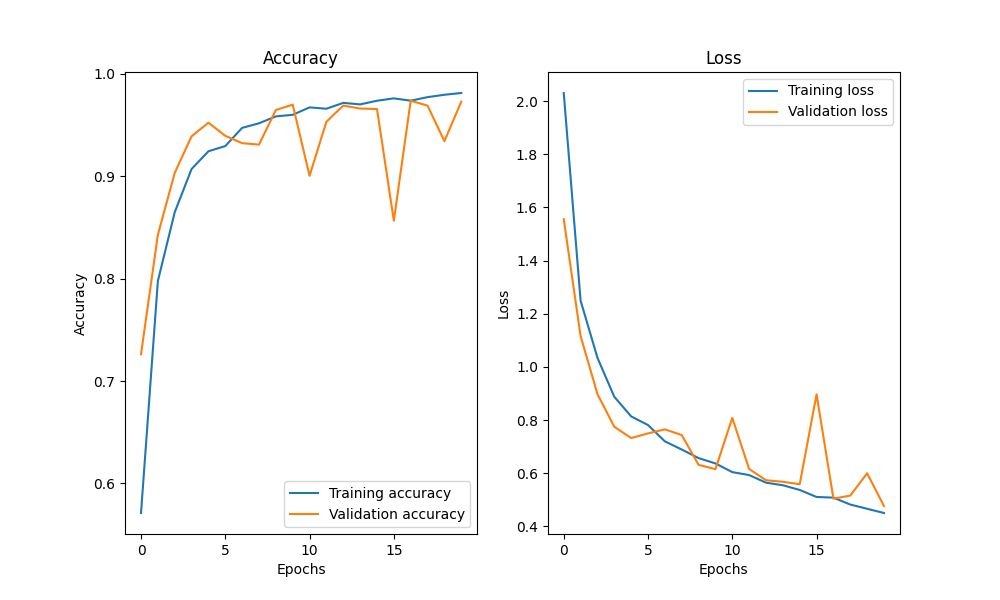 Accuracy
1.0
0.9
0.8
0.7
0.6
Accuracy
0 5 10 15
Epochs
Training accuracy
Validation accuracy
Loss
2.0
1.8
1.6
1.4
1.2
1.0
0.8
0.6
0.4
Loss
0 5 10 15
Epochs
Training loss
Validation loss